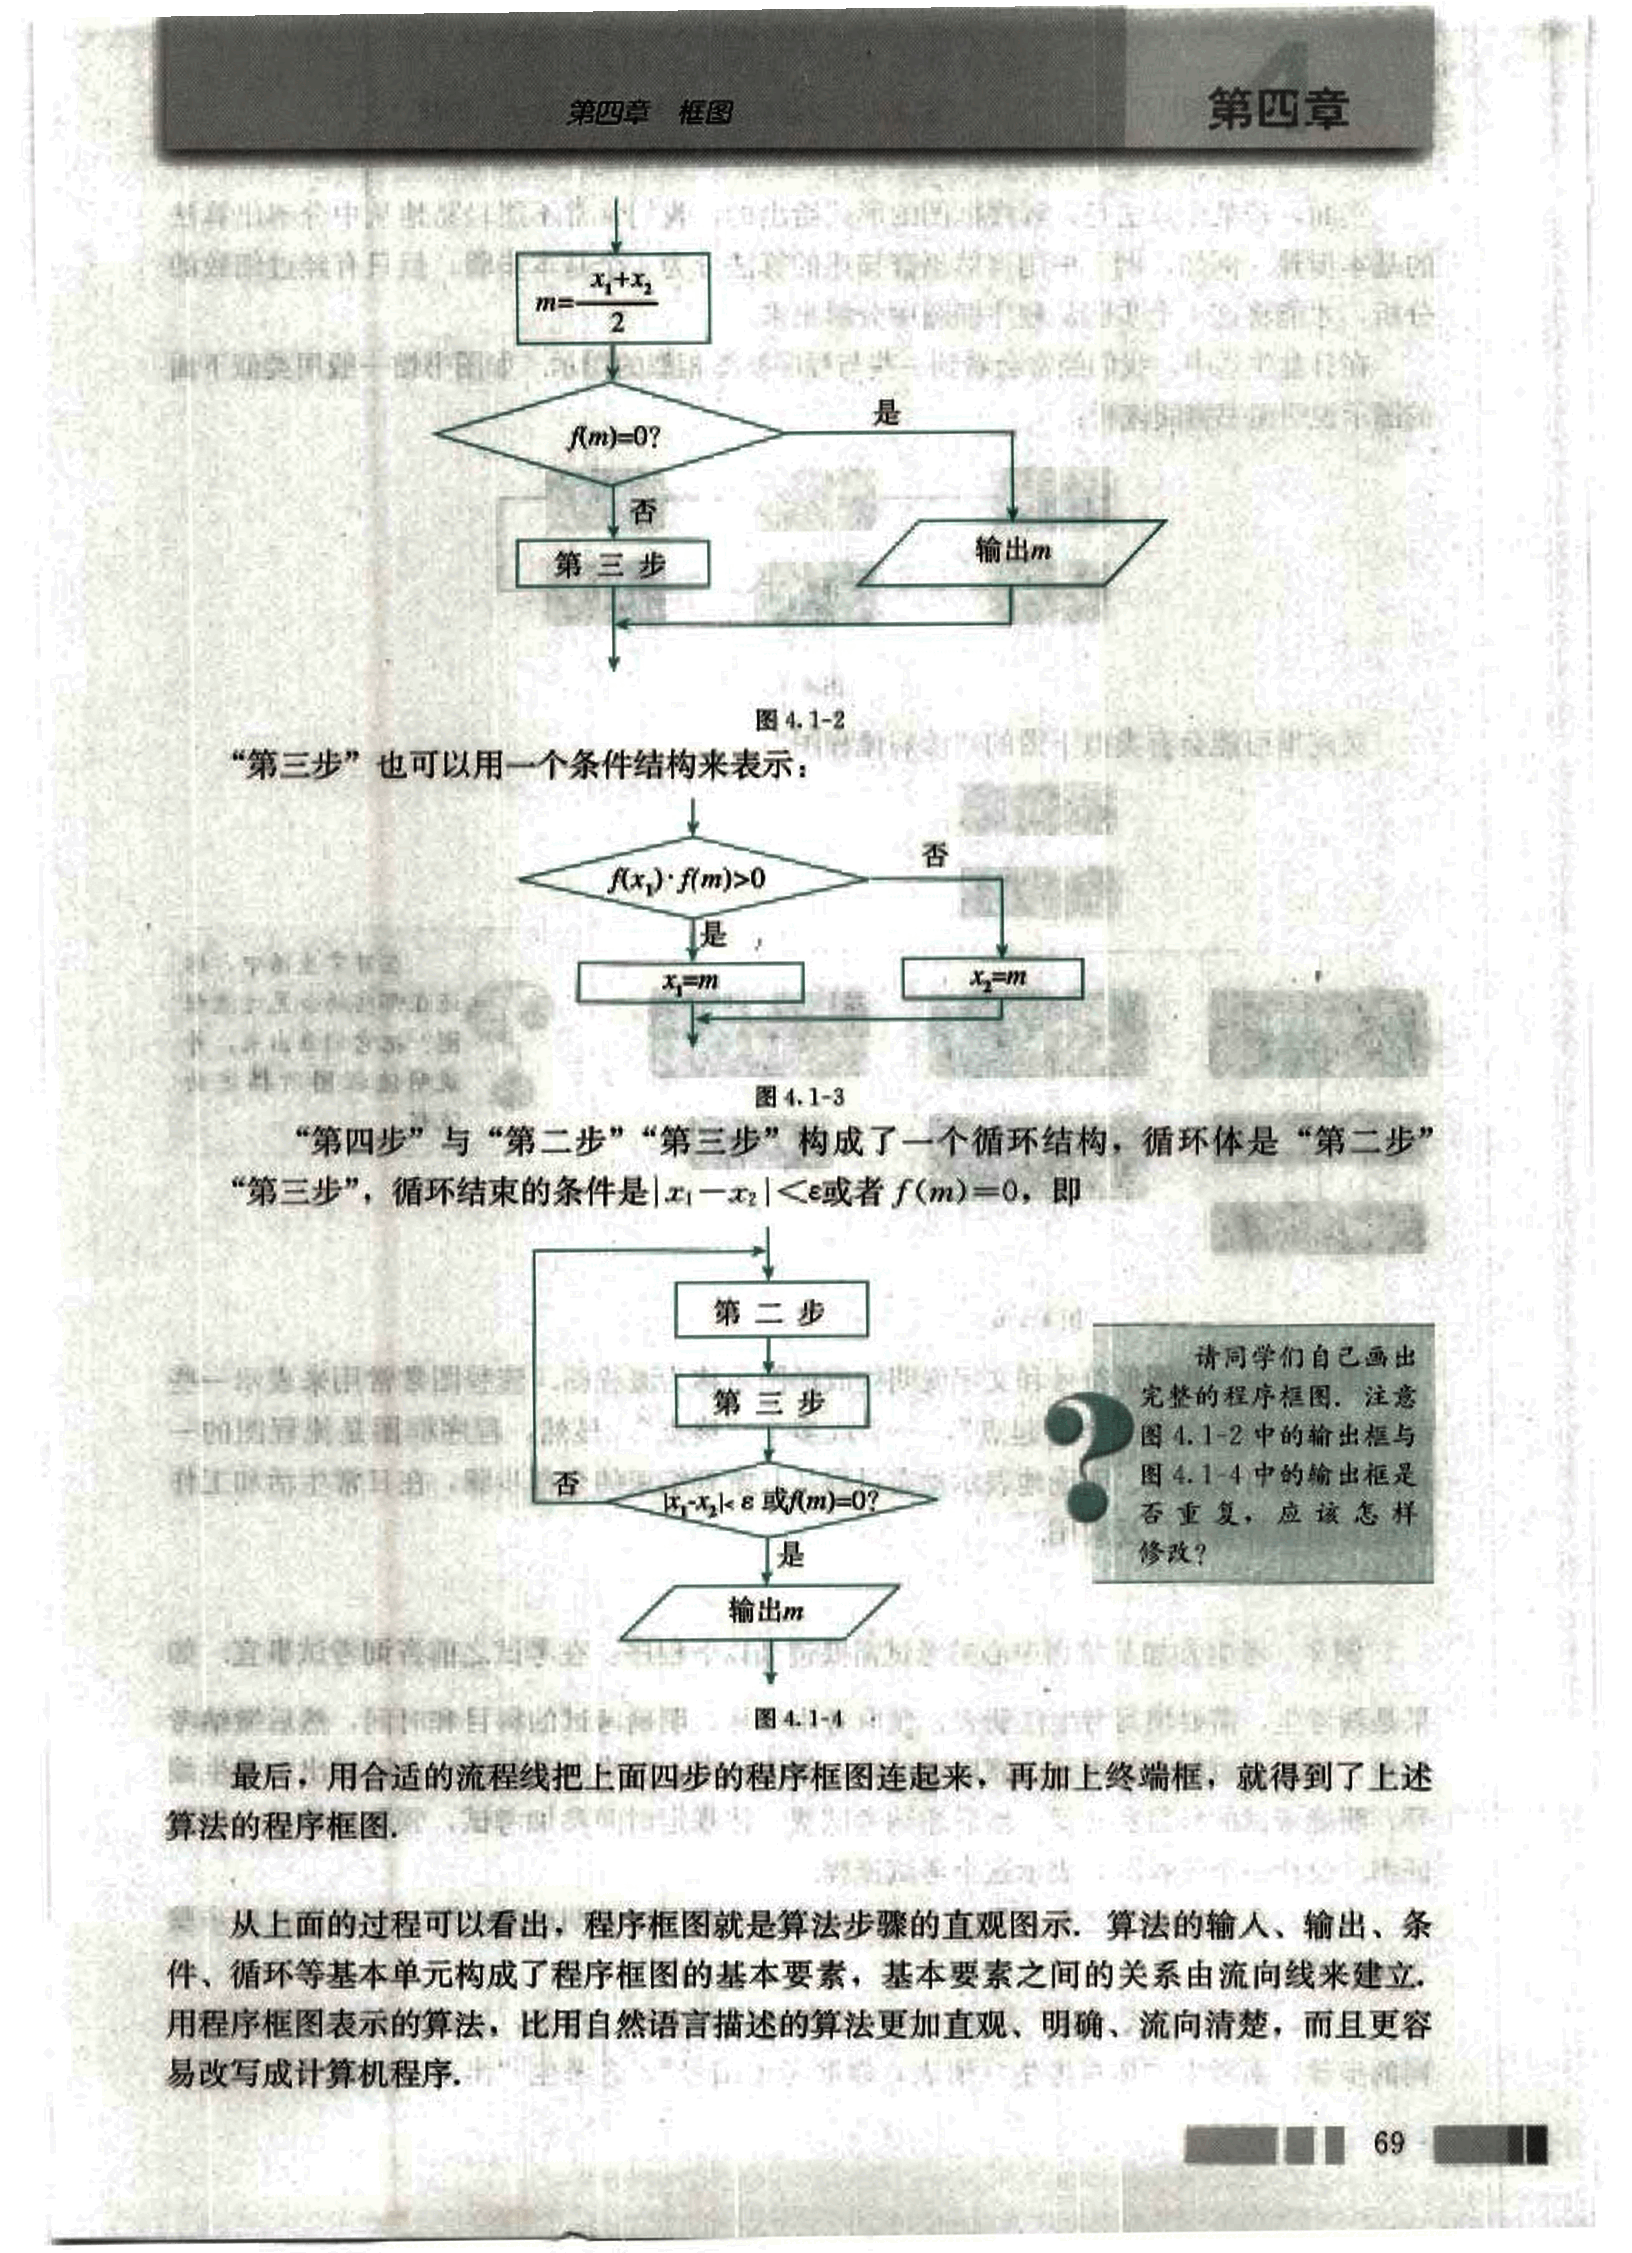 第四章 框图
第四章
m=(x₁+x₂)/2
f(m)=0?
是
否
第三步
输出m
图 4.1-2
“第三步”也可以用一个条件结构来表示：
f(x₁)·f(m)>0
否
是
x₁=m
x₂=m
图 4.1-3
“第四步”与“第二步”“第三步”构成了一个循环结构，循环体是“第二步”
“第三步”，循环结束的条件是|x₁－x₂|＜ε或者 f(m)＝0，即
第二步
第三步
否
|x₁-x₂|< ε 或f(m)=0?
是
输出m
图 4.1-4
请同学们自己画出
完整的程序框图．注意
图 4.1-2 中的输出框与
图 4.1-4 中的输出框是
否重复，应该怎样
修改？
最后，用合适的流程线把上面四步的程序框图连起来，再加上终端框，就得到了上述
算法的程序框图．
从上面的过程可以看出，程序框图就是算法步骤的直观图示．算法的输入、输出、条
件、循环等基本单元构成了程序框图的基本要素，基本要素之间的关系由流向线来建立．
用程序框图表示的算法，比用自然语言描述的算法更加直观、明确、流向清楚，而且更容
易改写成计算机程序．
69